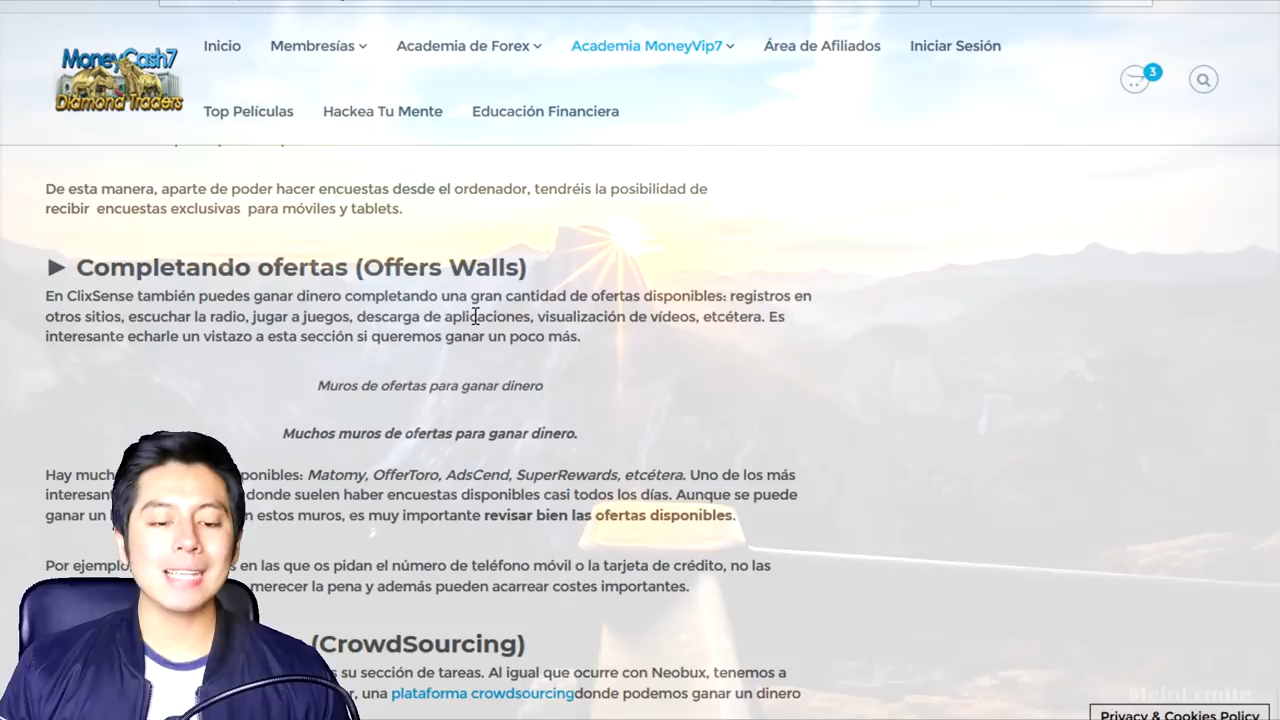 MoneyCash7
Diamond Traders
Inicio Membresías Academia de Forex Academia MoneyVip7 Área de Afiliados Iniciar Sesión
3
Top Películas Hackea Tu Mente Educación Financiera
De esta manera, aparte de poder hacer encuestas desde el ordenador, tendréis la posibilidad de
recibir encuestas exclusivas para móviles y tablets.
► Completando ofertas (Offers Walls)
En ClixSense también puedes ganar dinero completando una gran cantidad de ofertas disponibles: registros en
otros sitios, escuchar la radio, jugar a juegos, descarga de aplicaciones, visualización de vídeos, etcétera. Es
interesante echarle un vistazo a esta sección si queremos ganar un poco más.
Muros de ofertas para ganar dinero
Muchos muros de ofertas para ganar dinero.
Hay much ponibles: Matomy, OfferToro, AdsCend, SuperRewards, etcétera. Uno de los más
interesant donde suelen haber encuestas disponibles casi todos los días. Aunque se puede
ganar un n estos muros, es muy importante revisar bien las ofertas disponibles.
Por ejemplo s en las que os pidan el número de teléfono móvil o la tarjeta de crédito, no las
merecer la pena y además pueden acarrear costes importantes.
(CrowdSourcing)
s su sección de tareas. Al igual que ocurre con Neobux, tenemos a
r, una plataforma crowdsourcingdonde podemos ganar un dinero
MeInErmite
Privacy & Cookies Policy